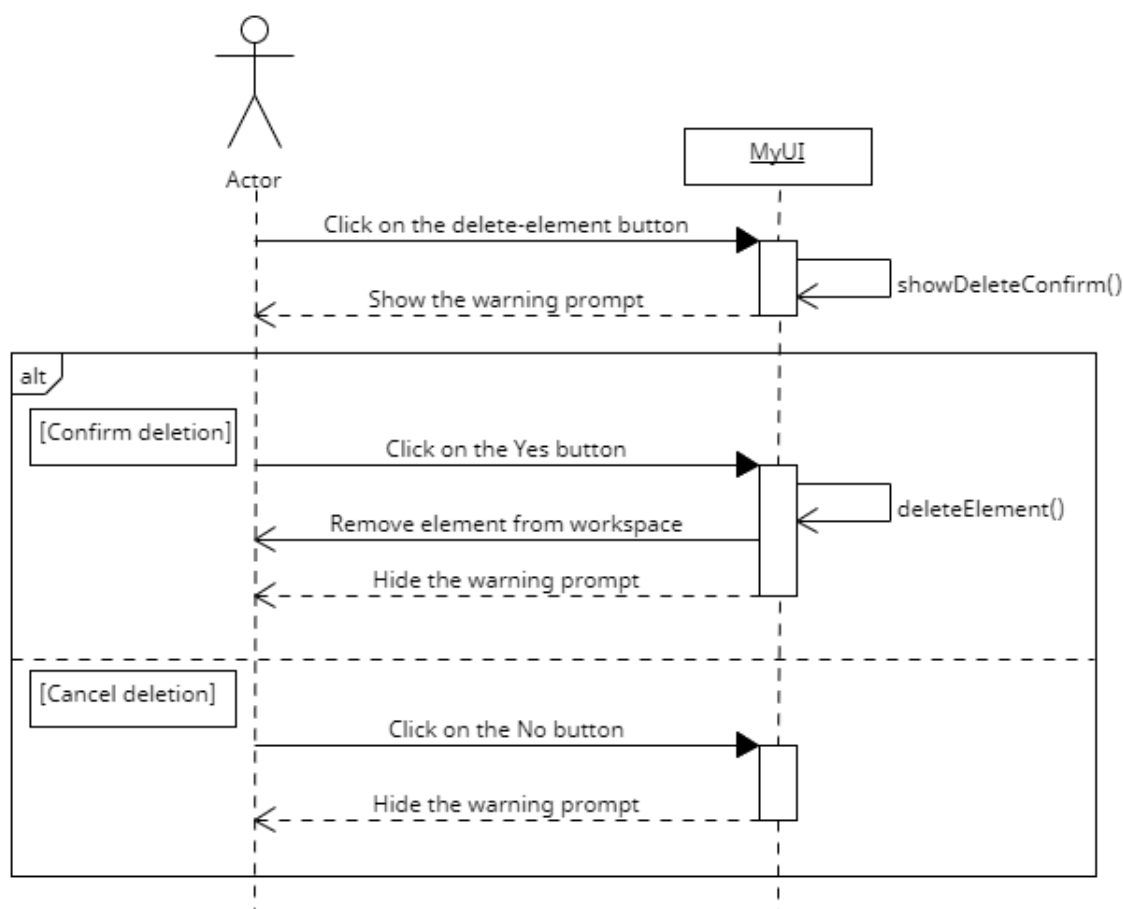 Actor
MyUI
Click on the delete-element button
showDeleteConfirm()
Show the warning prompt
alt
[Confirm deletion]
Click on the Yes button
deleteElement()
Remove element from workspace
Hide the warning prompt
[Cancel deletion]
Click on the No button
Hide the warning prompt